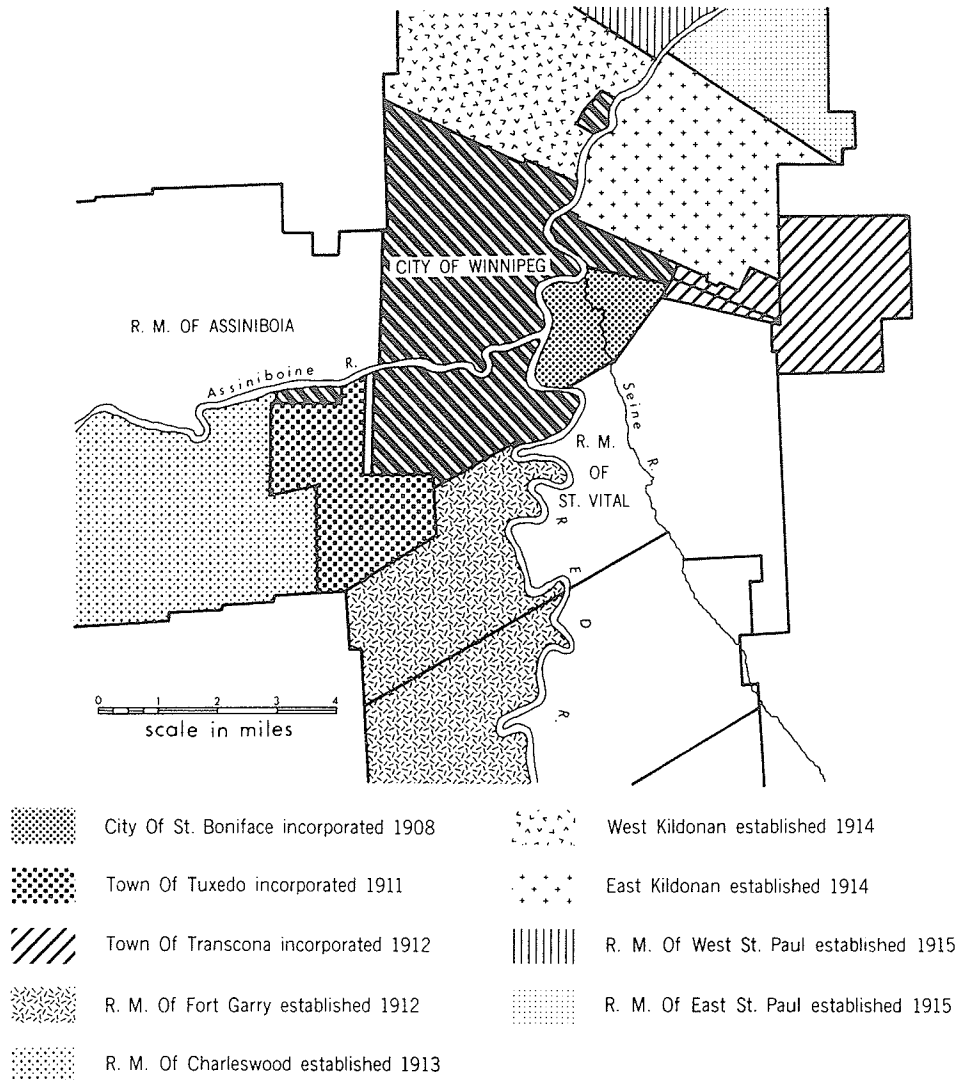 CITY OF WINNIPEG
R. M. OF ASSINIBOIA
Assiniboine R.
Seine R.
R. M.
OF
ST. VITAL
R E D R.
0 1 2 3 4
scale in miles
City Of St. Boniface incorporated 1908
Town Of Tuxedo incorporated 1911
Town Of Transcona incorporated 1912
R. M. Of Fort Garry established 1912
R. M. Of Charleswood established 1913
West Kildonan established 1914
East Kildonan established 1914
R. M. Of West St. Paul established 1915
R. M. Of East St. Paul established 1915